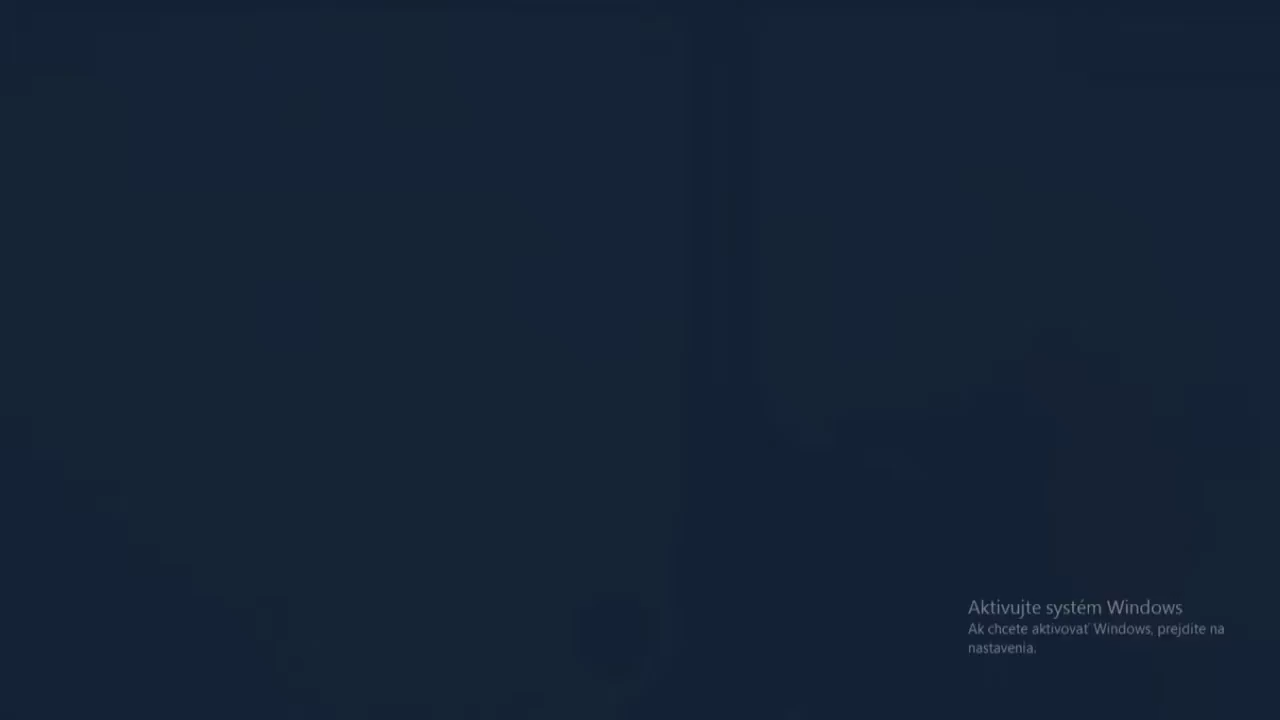 Aktivujte systém Windows
Ak chcete aktivovať Windows, prejdite na
nastavenia.